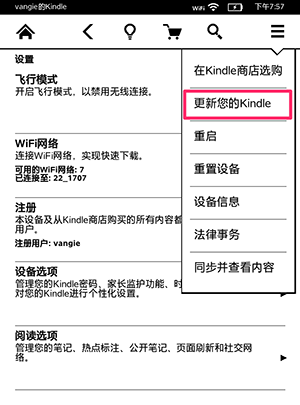 vangie的Kindle WiFi 下午7:57
设置
飞行模式
开启飞行模式，以禁用无线连接。
WiFi网络
连接WiFi网络，实现快速下载。
可用的WiFi网络: 7
已连接至: 22_1707
注册
本设备及从Kindle商店购买的所有内容都
用户。
注册用户: vangie
设备选项
管理您的Kindle密码、家长监护功能、时
对您的Kindle进行个性化设置。
阅读选项
管理您的笔记、热点标注、公开笔记、页面刷新和社交网
络。
在Kindle商店选购
更新您的Kindle
重启
重置设备
设备信息
法律事务
同步并查看内容